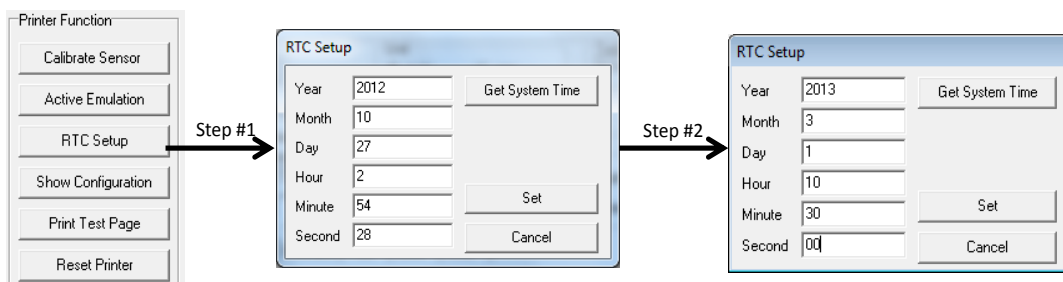 Printer Function
Calibrate Sensor
Active Emulation
RTC Setup
Show Configuration
Print Test Page
Reset Printer
Step #1
RTC Setup
Year 2012 Get System Time
Month 10
Day 27
Hour 2
Minute 54 Set
Second 28 Cancel
Step #2
RTC Setup
Year 2013 Get System Time
Month 3
Day 1
Hour 10
Minute 30 Set
Second 00 Cancel